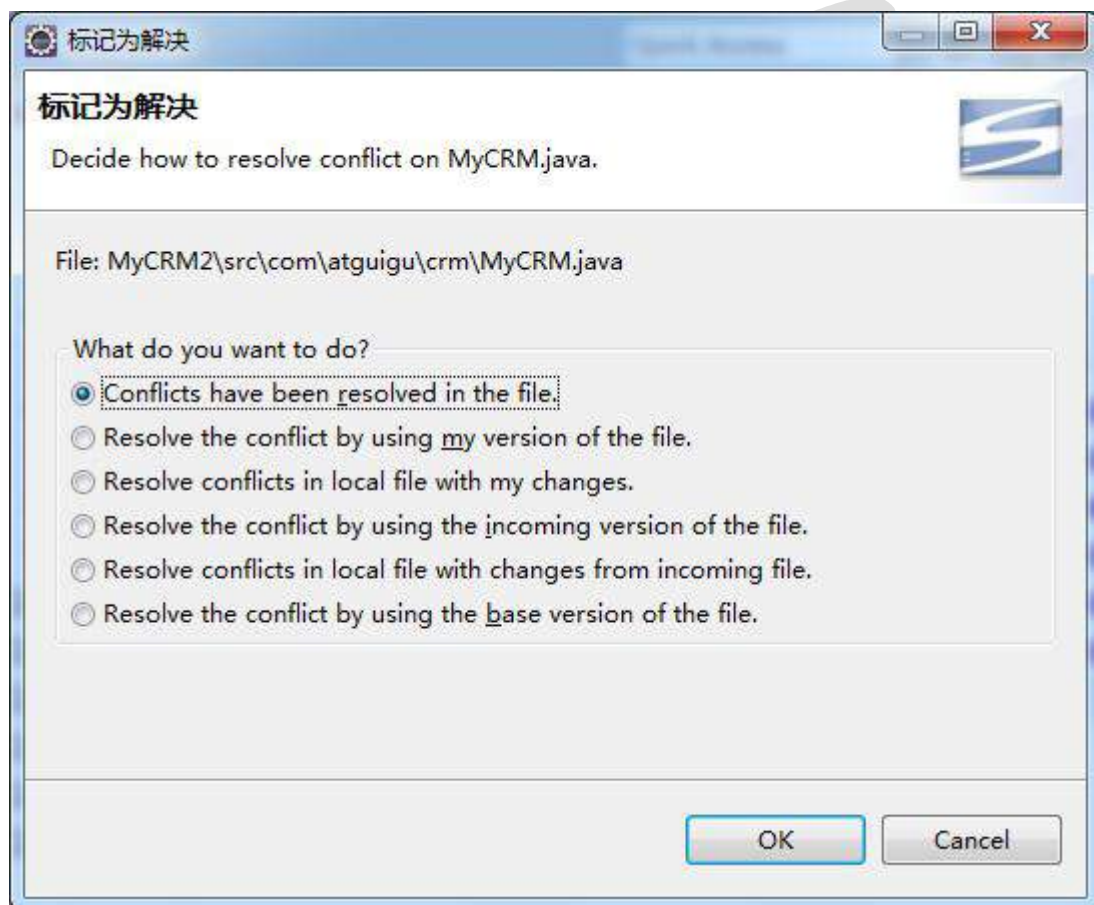 标记为解决
标记为解决
Decide how to resolve conflict on MyCRM.java.
File: MyCRM2\src\com\atguigu\crm\MyCRM.java
What do you want to do?
Conflicts have been resolved in the file.
Resolve the conflict by using my version of the file.
Resolve conflicts in local file with my changes.
Resolve the conflict by using the incoming version of the file.
Resolve conflicts in local file with changes from incoming file.
Resolve the conflict by using the base version of the file.
OK
Cancel